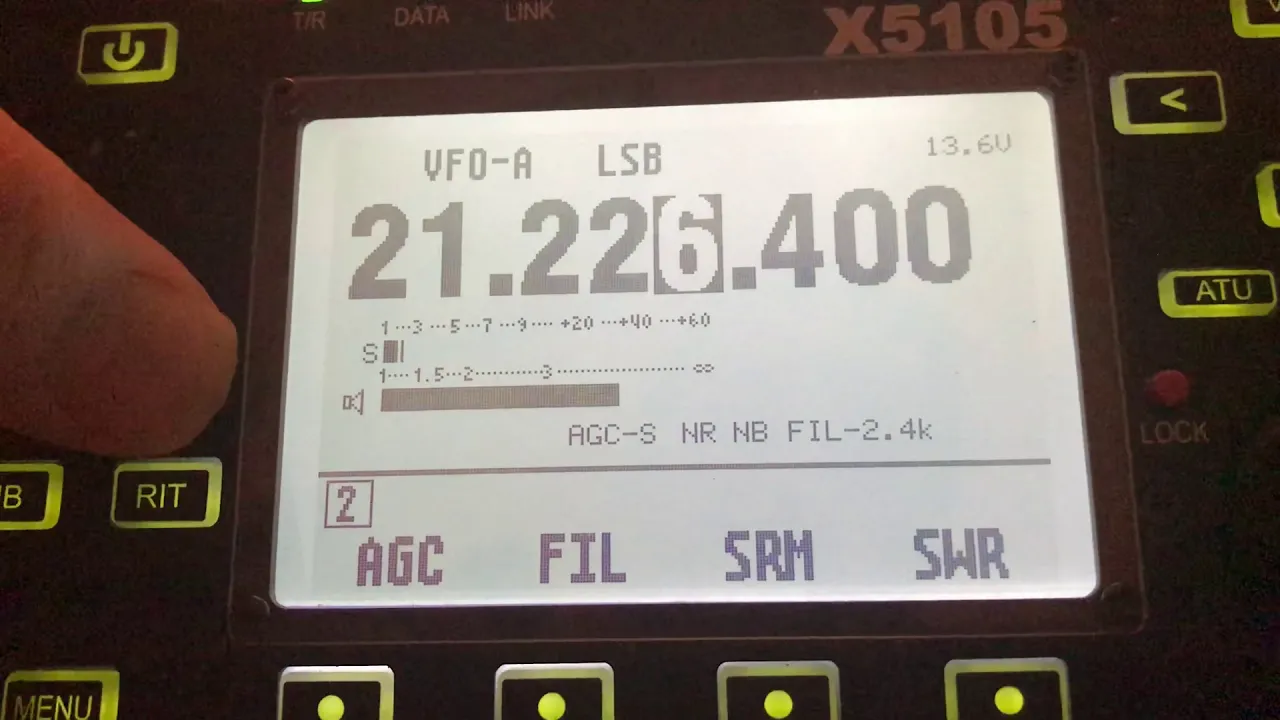 T/R DATA LINK
X5105
<
VFO-A LSB 13.6V
21.226.400
1···3···5···7···9···· +20 ···+40 ···+60
S
1····1.5···2··········3·············· ∞
ATU
AGC-S NR NB FIL-2.4k
LOCK
B RIT
2
AGC FIL SRM SWR
MENU